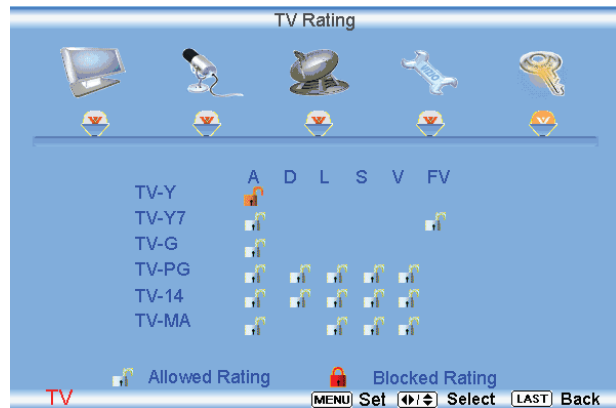 TV Rating
VIZIO
A D L S V FV
TV-Y
TV-Y7
TV-G
TV-PG
TV-14
TV-MA
Allowed Rating Blocked Rating
TV MENU Set / Select LAST Back